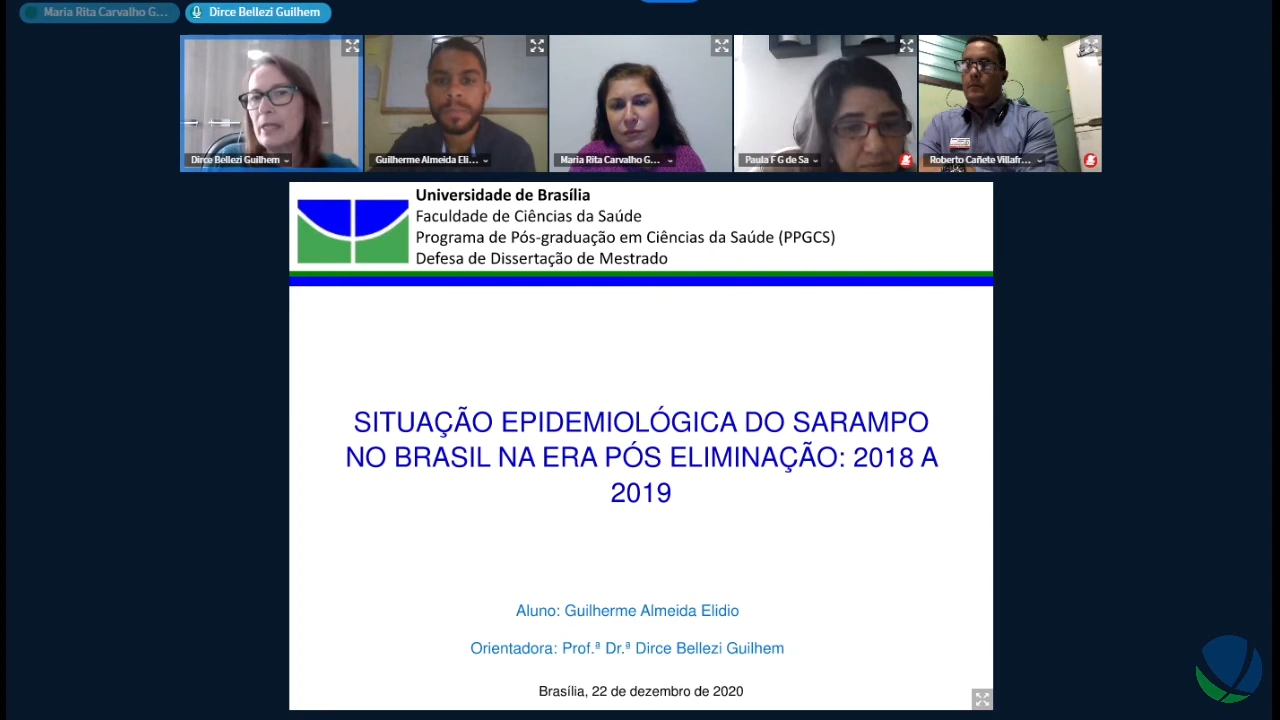 Maria Rita Carvalho G...
Dirce Bellezi Guilhem
Dirce Bellezi Guilhem
Guilherme Almeida Eli...
Maria Rita Carvalho G...
Paula F G de Sa
Roberto Cañete Villafr...
Universidade de Brasília
Faculdade de Ciências da Saúde
Programa de Pós-graduação em Ciências da Saúde (PPGCS)
Defesa de Dissertação de Mestrado
SITUAÇÃO EPIDEMIOLÓGICA DO SARAMPO
NO BRASIL NA ERA PÓS ELIMINAÇÃO: 2018 A
2019
Aluno: Guilherme Almeida Elidio
Orientadora: Prof.ª Dr.ª Dirce Bellezi Guilhem
Brasília, 22 de dezembro de 2020